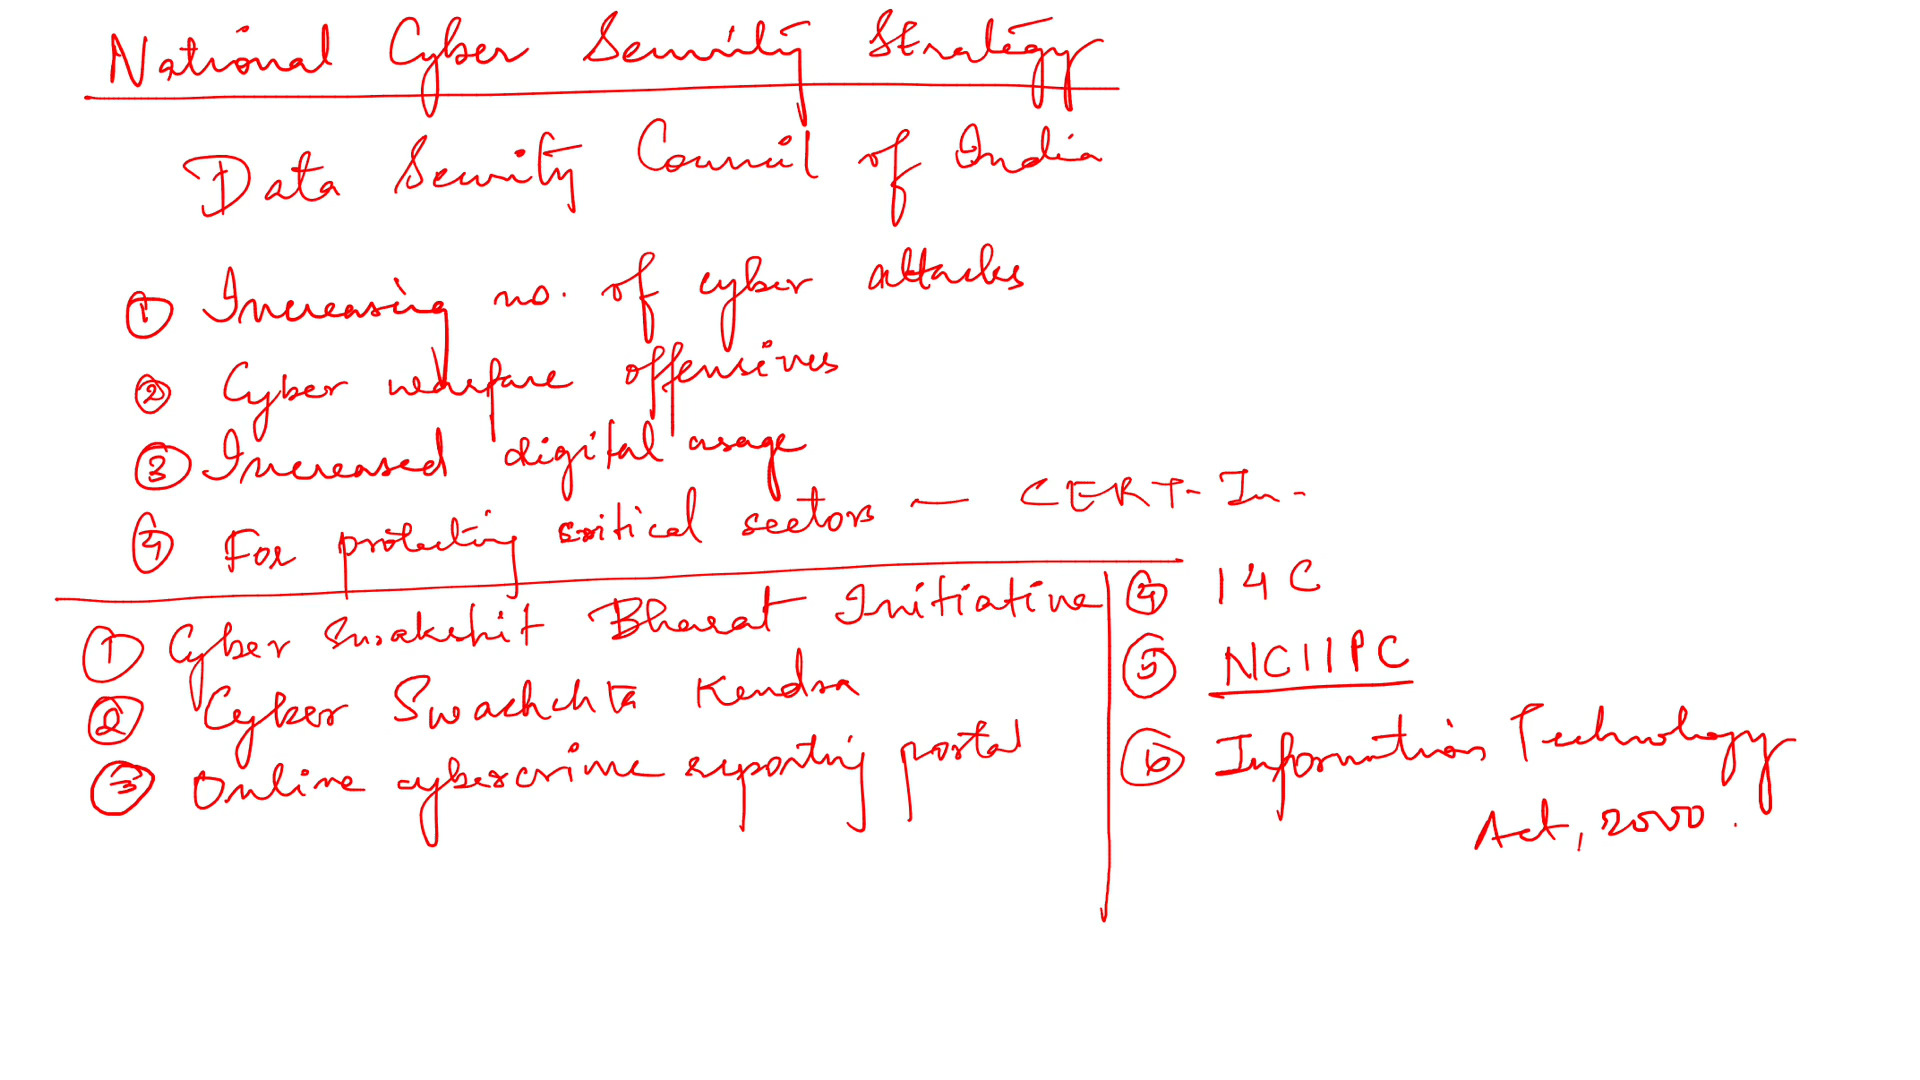 National Cyber Security Strategy
Data Security Council of India
① Increasing no. of cyber attacks
② Cyber warfare offensives
③ Increased digital usage
④ For protecting critical sectors — CERT-In.
① Cyber Surakshit Bharat Initiative
② Cyber Swachhta Kendra
③ Online cybercrime reporting portal
④ I4C
⑤ NCIIPC
⑥ Information Technology
Act, 2000.